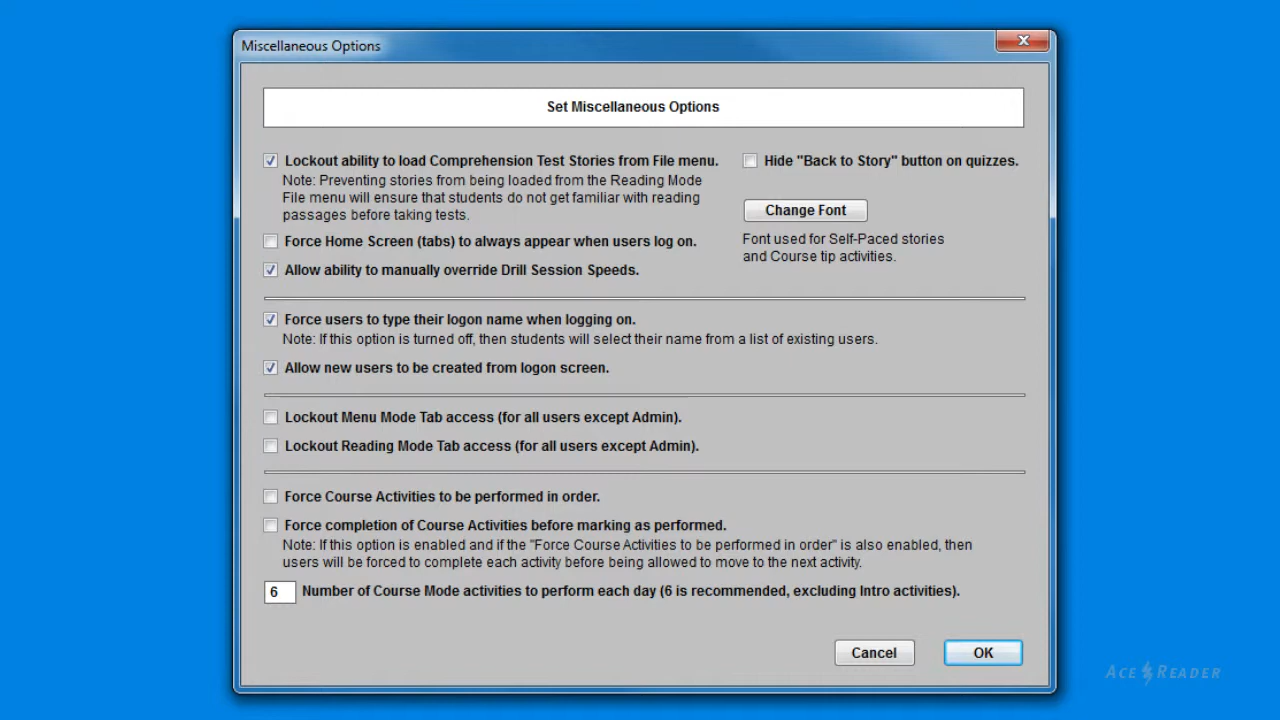 Miscellaneous Options
Set Miscellaneous Options
Lockout ability to load Comprehension Test Stories from File menu.
Note: Preventing stories from being loaded from the Reading Mode
File menu will ensure that students do not get familiar with reading
passages before taking tests.
Force Home Screen (tabs) to always appear when users log on.
Allow ability to manually override Drill Session Speeds.
Hide "Back to Story" button on quizzes.
Change Font
Font used for Self-Paced stories
and Course tip activities.
Force users to type their logon name when logging on.
Note: If this option is turned off, then students will select their name from a list of existing users.
Allow new users to be created from logon screen.
Lockout Menu Mode Tab access (for all users except Admin).
Lockout Reading Mode Tab access (for all users except Admin).
Force Course Activities to be performed in order.
Force completion of Course Activities before marking as performed.
Note: If this option is enabled and if the "Force Course Activities to be performed in order" is also enabled, then
users will be forced to complete each activity before being allowed to move to the next activity.
6 Number of Course Mode activities to perform each day (6 is recommended, excluding Intro activities).
Cancel OK
ACE READER